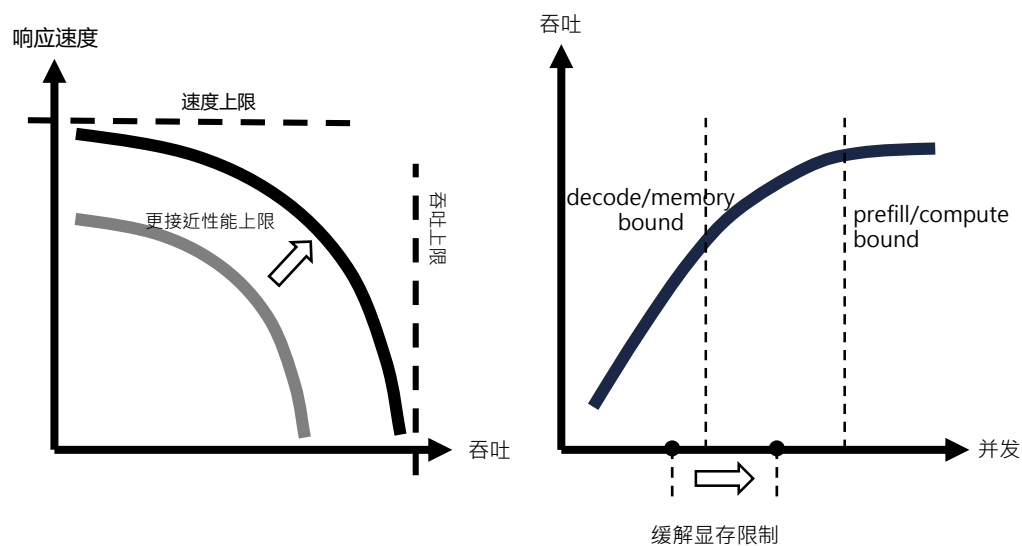 响应速度
速度上限
更接近性能上限
吞吐上限
吞吐
吞吐
decode/memory
bound
prefill/compute
bound
并发
缓解显存限制